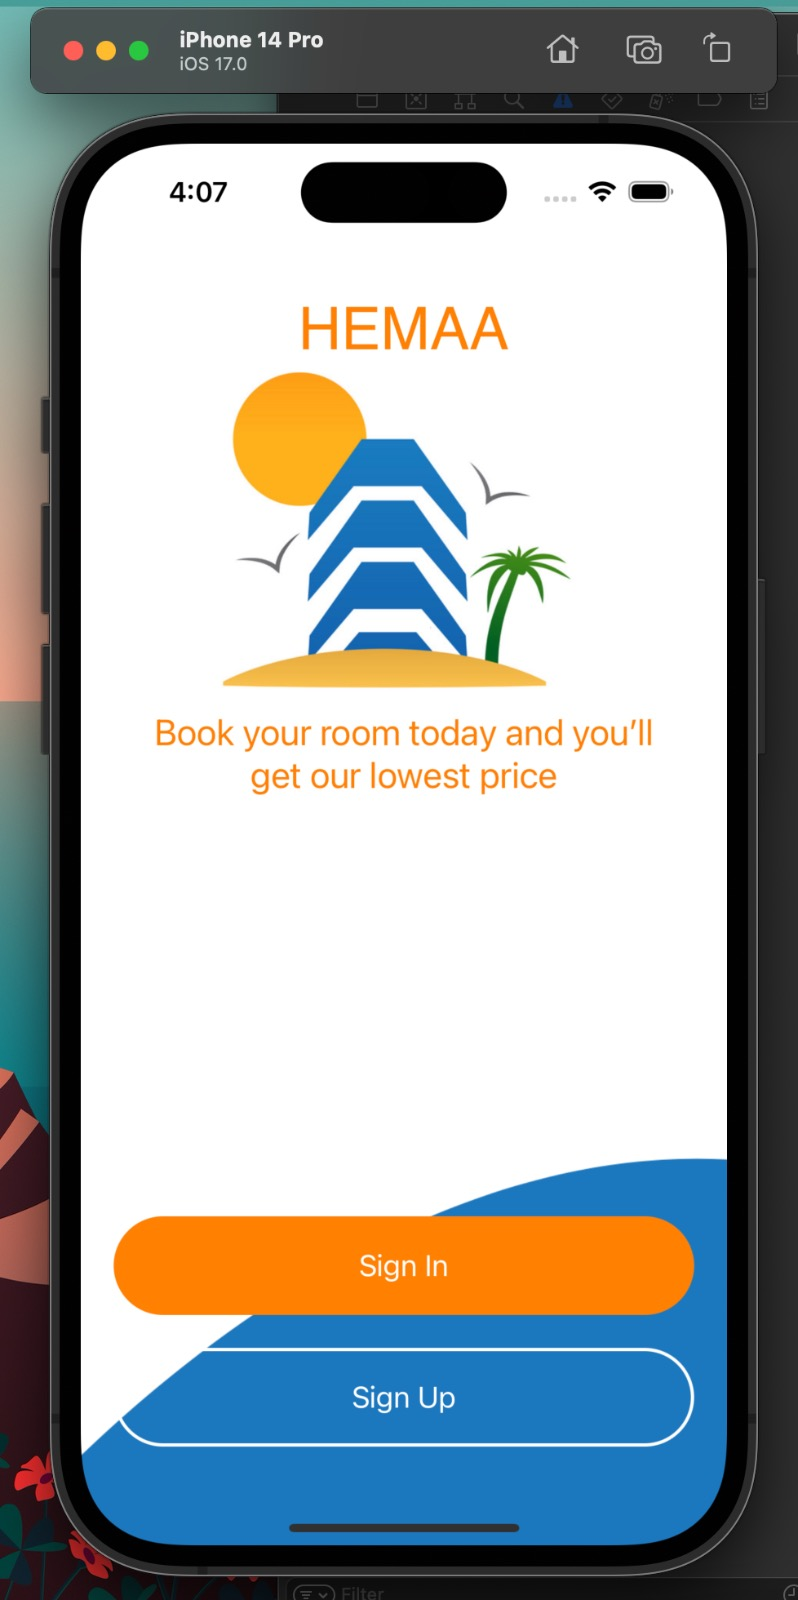 iPhone 14 Pro
iOS 17.0
4:07
HEMAA
Book your room today and you’ll
get our lowest price
Sign In
Sign Up
Filter